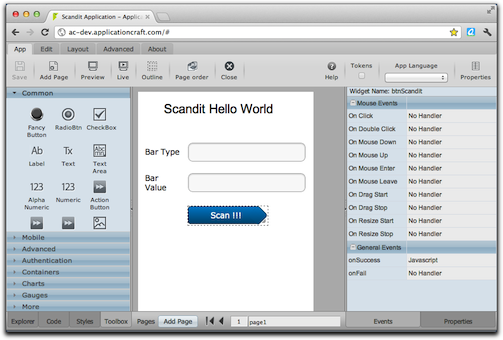 Scandit Application – Applic
ac-dev.applicationcraft.com/#
App Edit Layout Advanced About
Save Add Page Preview Live Outline Page order Close Help Tokens App Language Properties
Common
Fancy Button
RadioBtn
CheckBox
Ab
Label
Tx
Text
Abc
Text Area
123
Alpha Numeric
123
Numeric
Action Button
Mobile
Advanced
Authentication
Containers
Charts
Gauges
More
Explorer Code Styles Toolbox
Scandit Hello World
Bar Type
Bar Value
Scan !!!
Pages Add Page 1 page1
Widget Name: btnScandit
Mouse Events
On Click No Handler
On Double Click No Handler
On Mouse Down No Handler
On Mouse Up No Handler
On Mouse Enter No Handler
On Mouse Leave No Handler
On Drag Start No Handler
On Drag Stop No Handler
On Resize Start No Handler
On Resize Stop No Handler
General Events
onSuccess Javascript
onFail No Handler
Events Properties